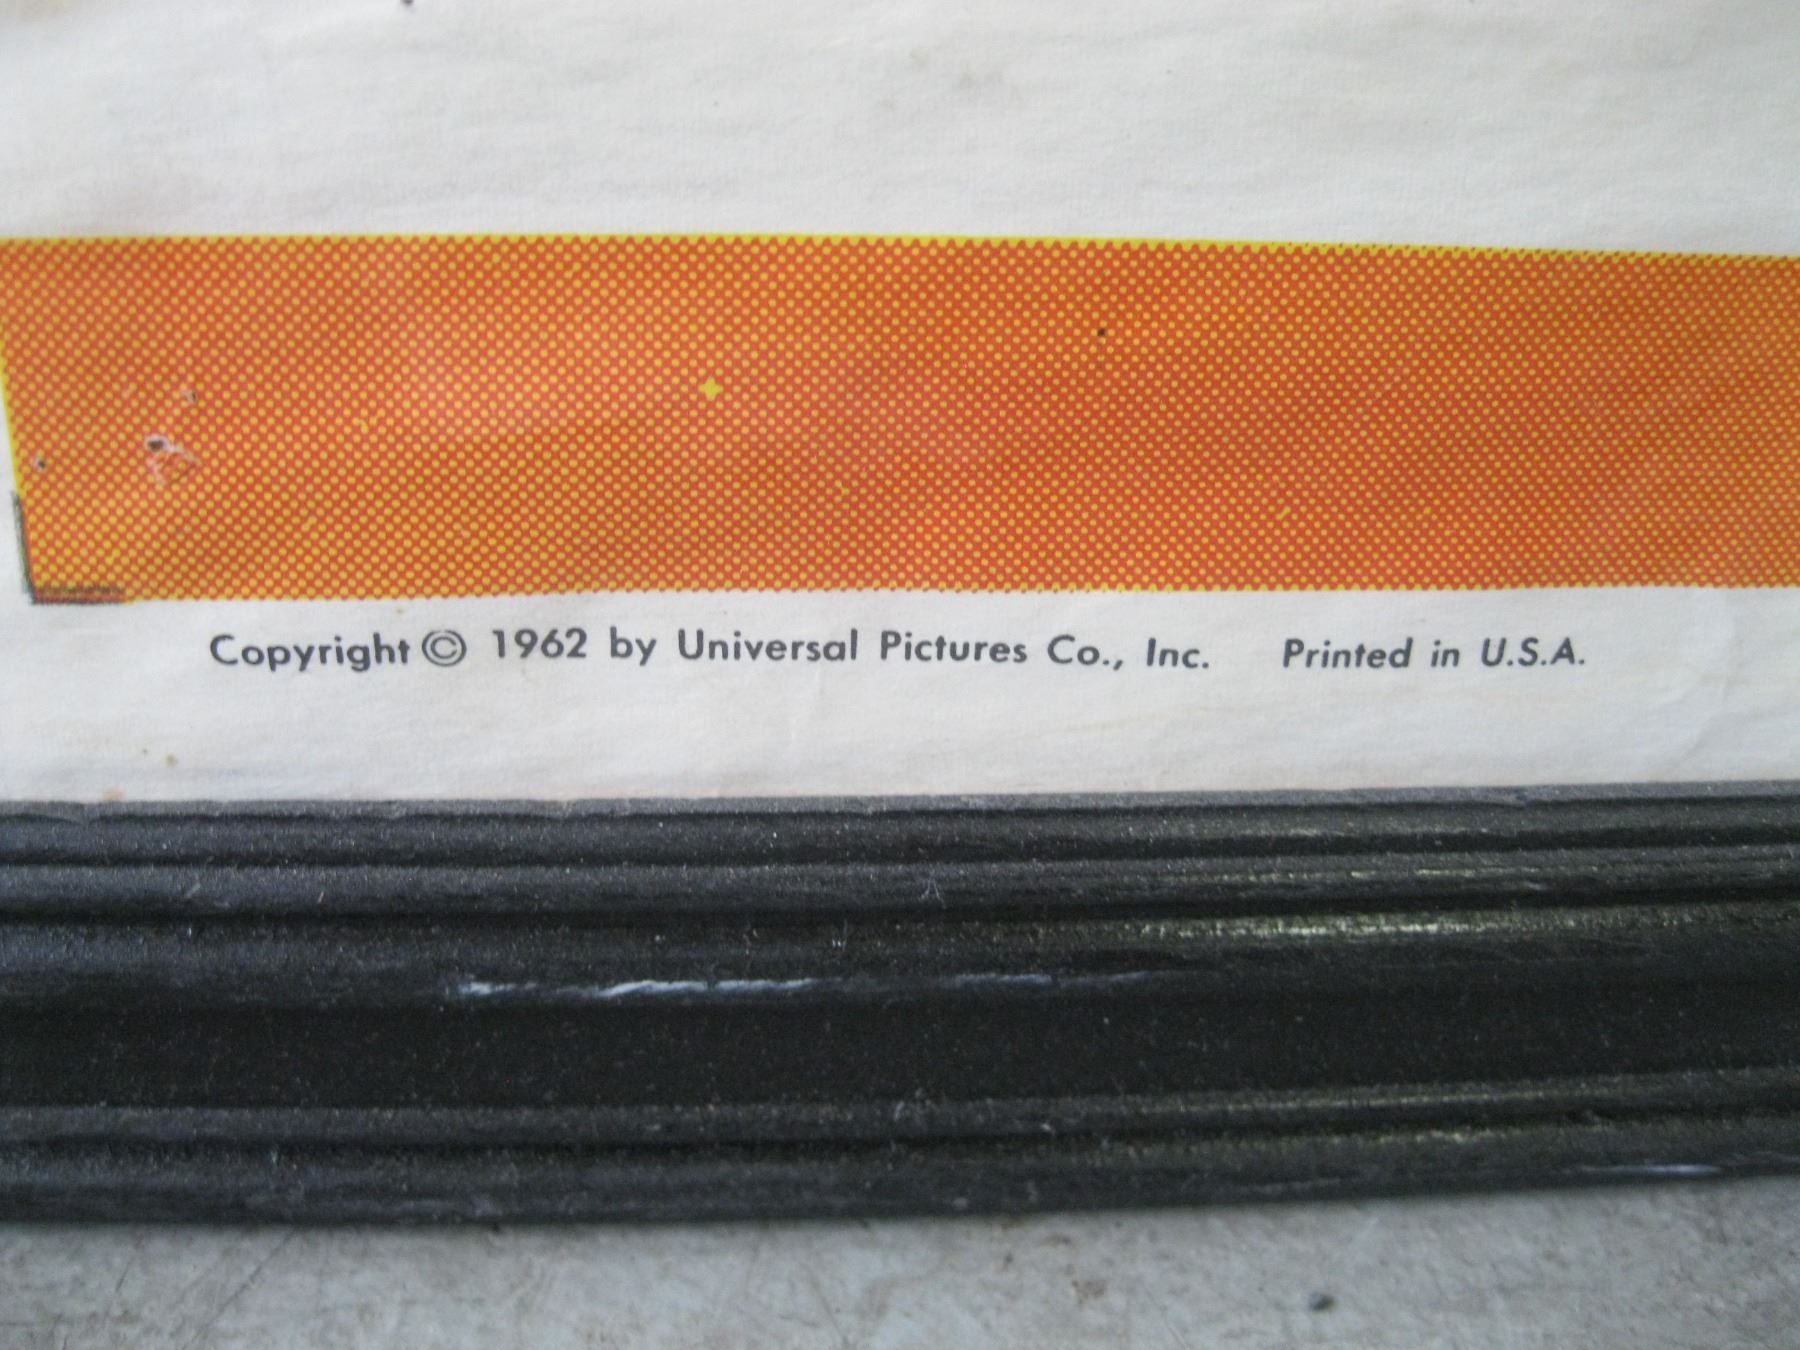 Copyright © 1962 by Universal Pictures Co., Inc. Printed in U.S.A.